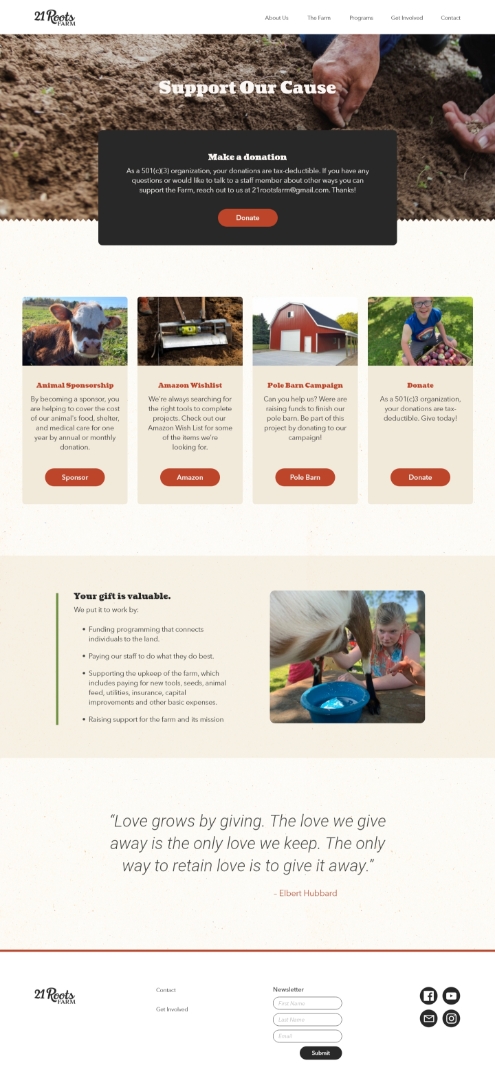 21 Roots
FARM
About Us
The Farm
Programs
Get Involved
Contact
Support Our Cause
Make a donation
As a 501(c)(3) organization, your donations are tax-deductible. If you have any
questions or would like to talk to a staff member about other ways you can
support the Farm, reach out to us at 21rootsfarm@gmail.com. Thanks!
Donate
Animal Sponsorship
By becoming a sponsor, you
are helping to cover the cost
of our animal's food, shelter,
and medical care for one
year by annual or monthly
donation.
Sponsor
Amazon Wishlist
We're always searching for
the right tools to complete
projects. Check out our
Amazon Wish List for some
of the items we're
looking for.
Amazon
Pole Barn Campaign
Can you help us? Were are
raising funds to finish our
pole barn. Be part of this
project by donating to our
campaign!
Pole Barn
Donate
As a 501(c)3 organization,
your donations are tax-
deductible. Give today!
Donate
Your gift is valuable.
We put it to work by:
• Funding programming that connects
individuals to the land.
• Paying our staff to do what they do best.
• Supporting the upkeep of the farm, which
includes paying for new tools, seeds, animal
feed, utilities, insurance, capital
improvements and other basic expenses.
• Raising support for the farm and its mission
“Love grows by giving. The love we give
away is the only love we keep. The only
way to retain love is to give it away.”
- Elbert Hubbard
21 Roots
FARM
Contact
Get Involved
Newsletter
First Name
Last Name
Email
Submit